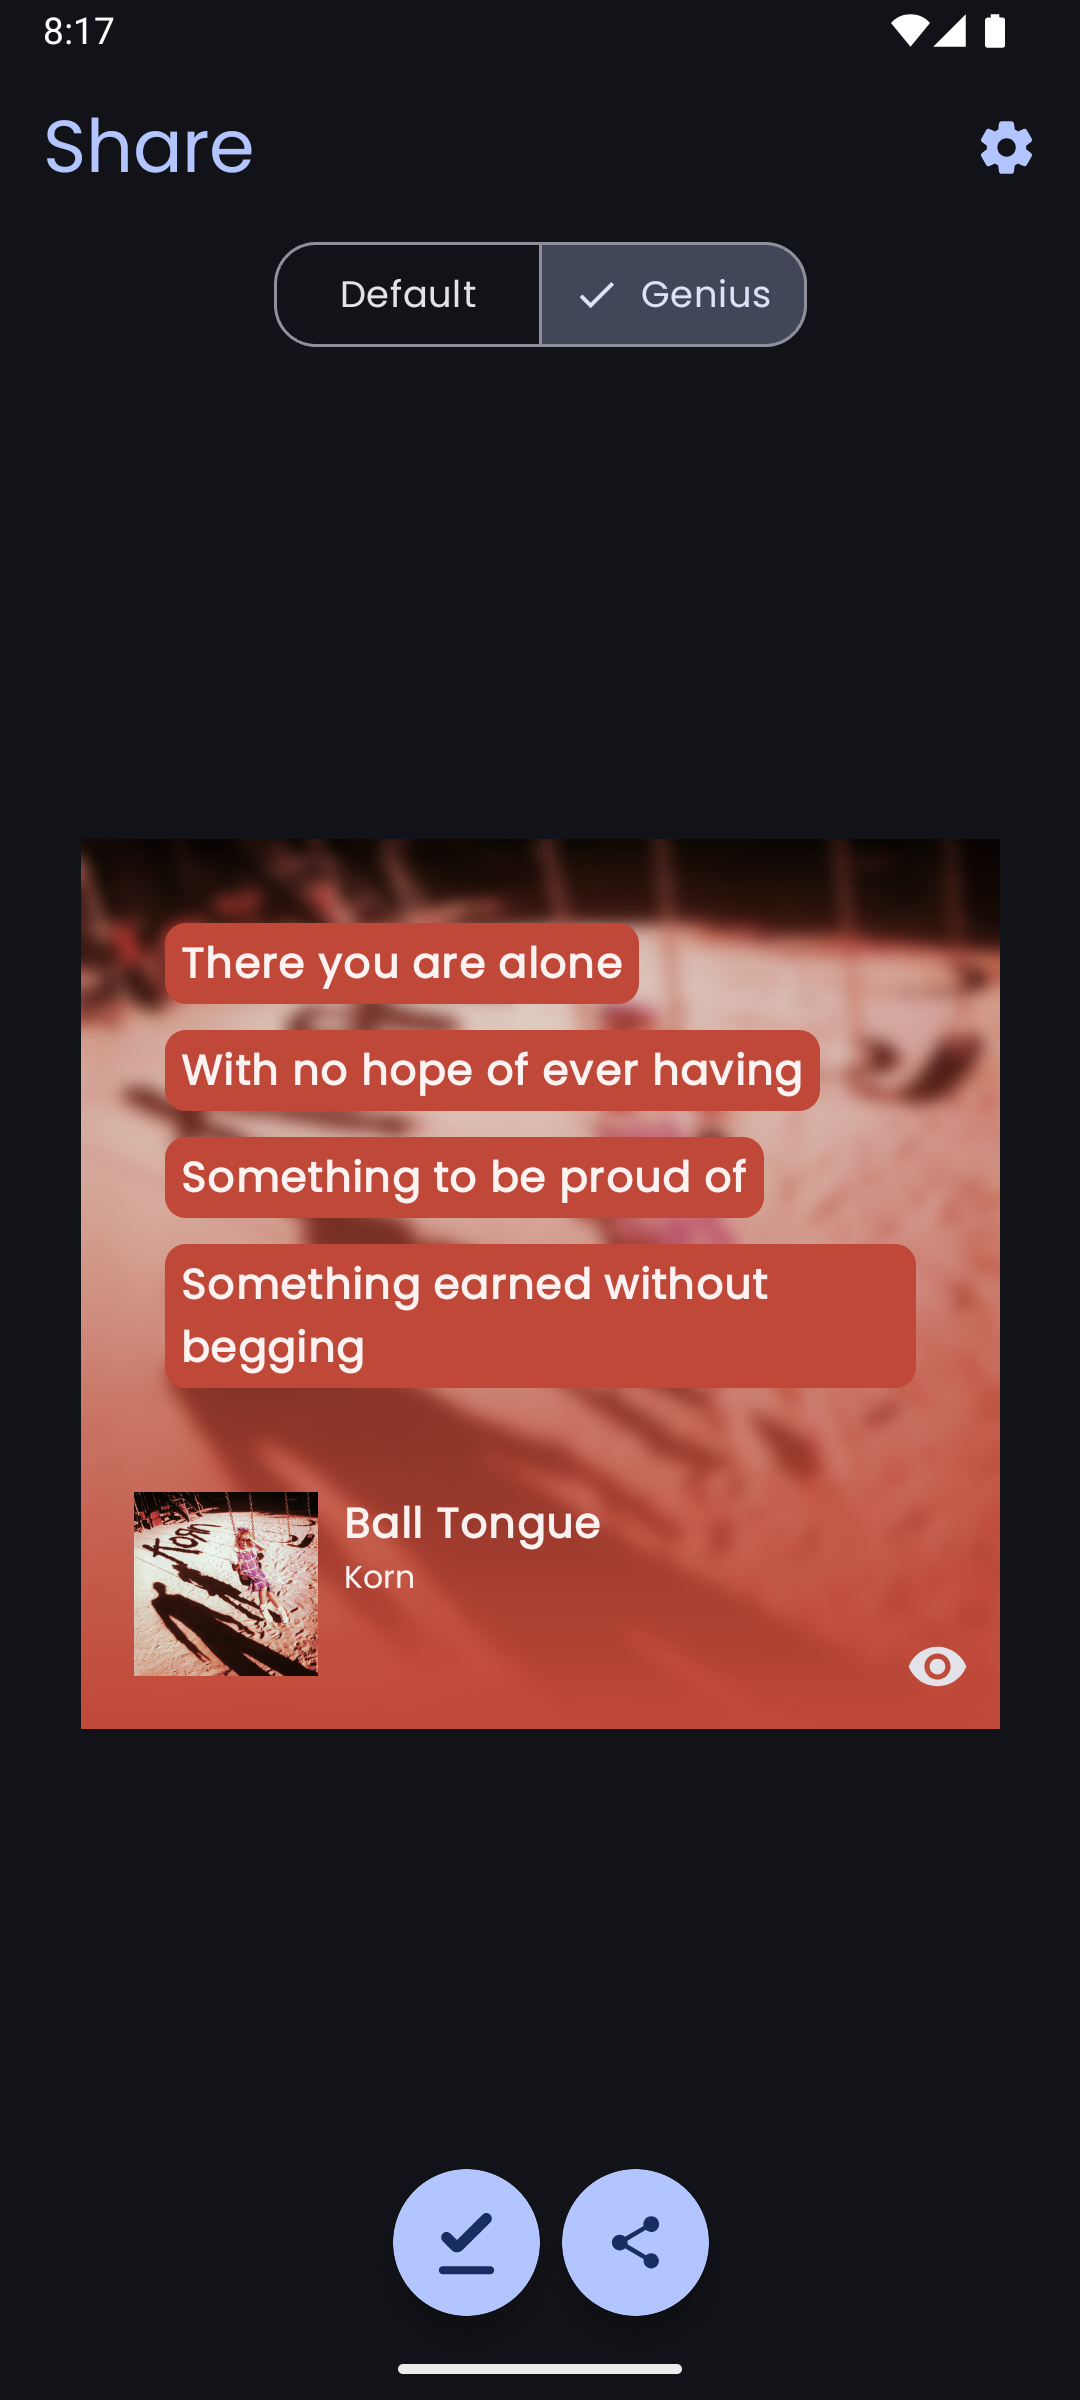 8:17
Share
Default
Genius
There you are alone
With no hope of ever having
Something to be proud of
Something earned without
begging
Korn
Ball Tongue
Korn